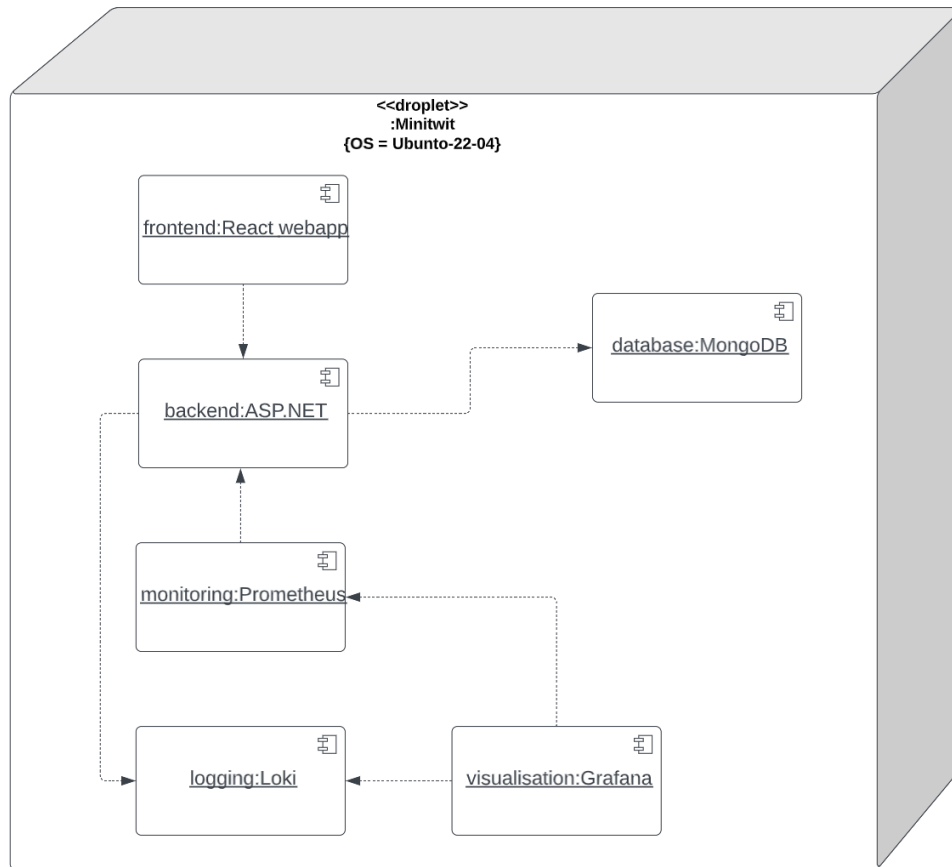 <<droplet>>
:Minitwit
{OS = Ubunto-22-04}
frontend:React webapp
database:MongoDB
backend:ASP.NET
monitoring:Prometheus
logging:Loki
visualisation:Grafana